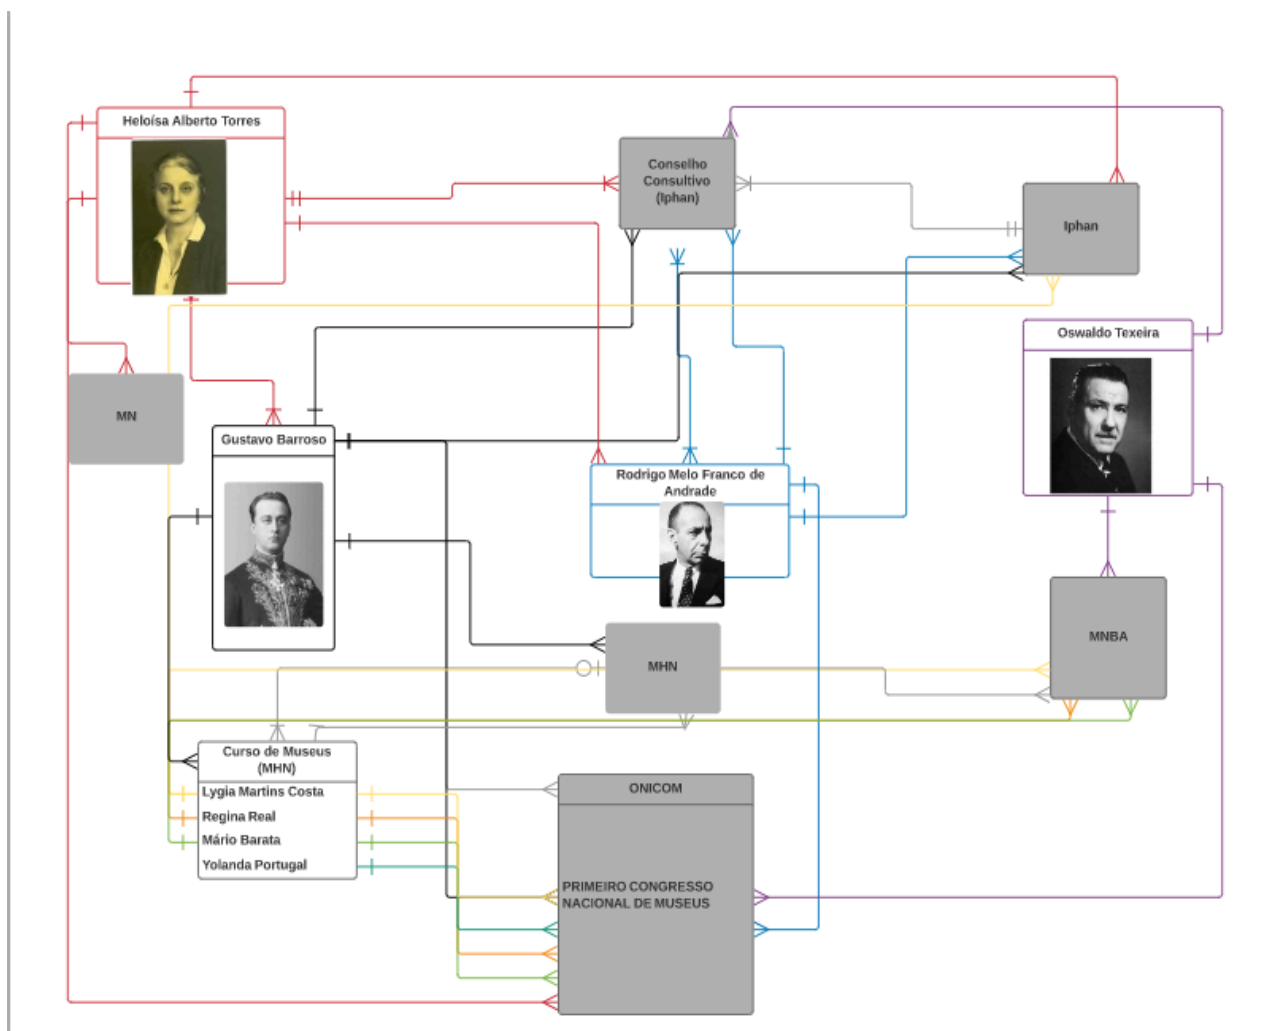 Heloísa Alberto Torres
Conselho
Consultivo
(Iphan)
Iphan
Oswaldo Texeira
MN
Gustavo Barroso
Rodrigo Melo Franco de
Andrade
MNBA
MHN
Curso de Museus
(MHN)
Lygia Martins Costa
Regina Real
Mário Barata
Yolanda Portugal
ONICOM
PRIMEIRO CONGRESSO
NACIONAL DE MUSEUS